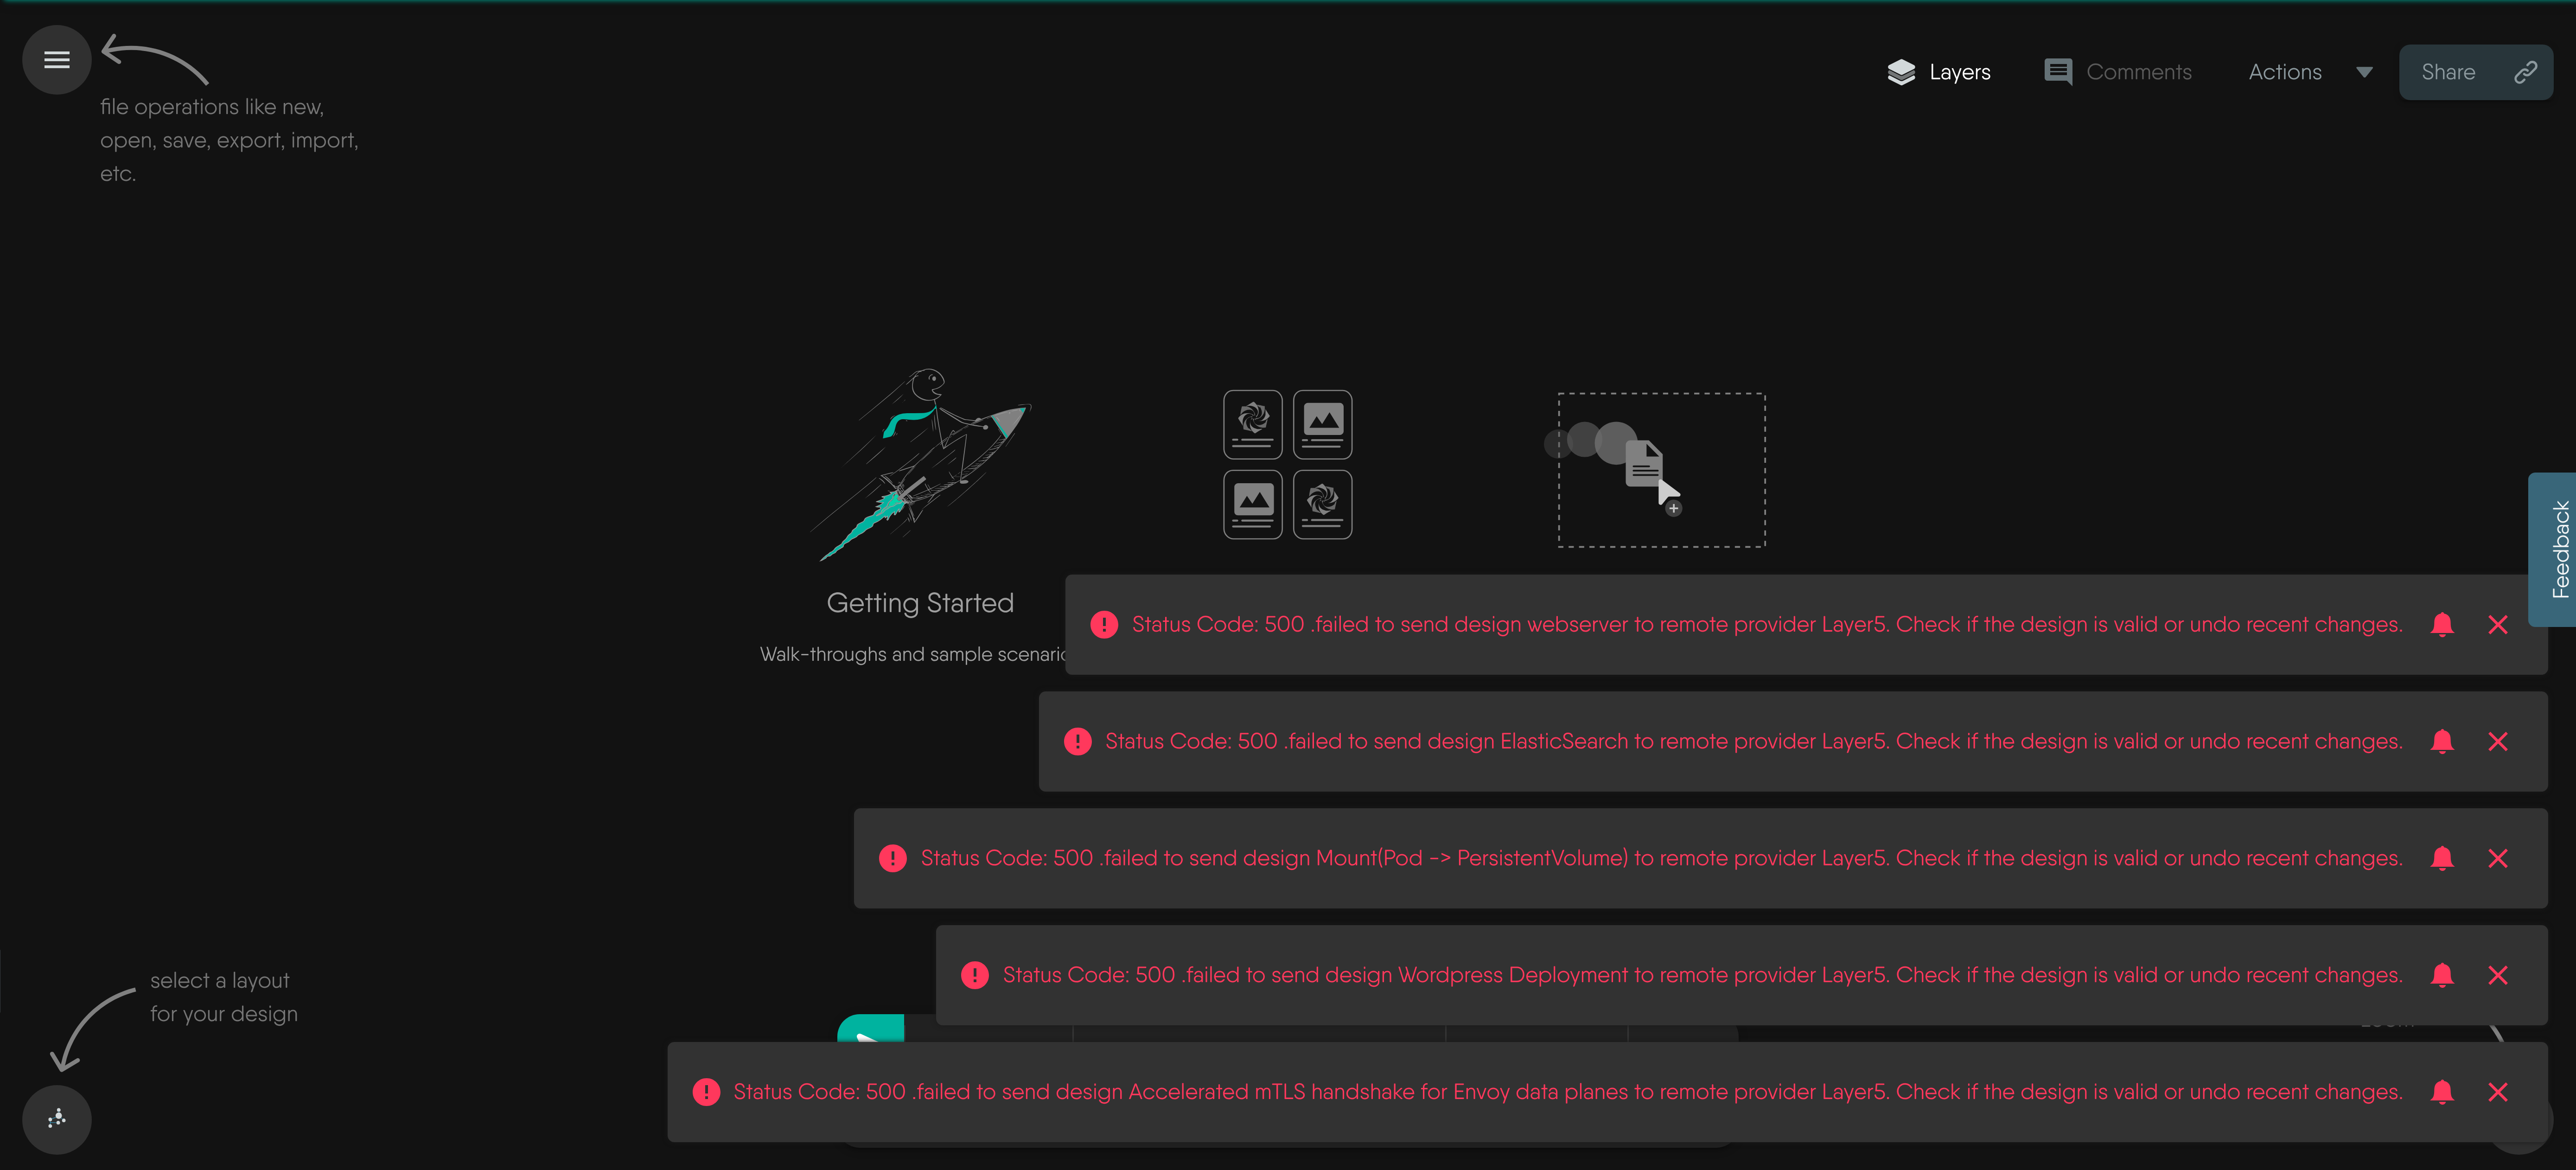 Layers
Comments
Actions
Share
file operations like new,
open, save, export, import,
etc.
Feedback
Getting Started
Walk-throughs and sample
Status Code: 500 .failed to send design webserver to remote provider Layer5. Check if the design is valid or undo recent changes.
Status Code: 500 .failed to send design ElasticSearch to remote provider Layer5. Check if the design is valid or undo recent changes.
Status Code: 500 .failed to send design Mount(Pod -> PersistentVolume) to remote provider Layer5. Check if the design is valid or undo recent changes.
Status Code: 500 .failed to send design Wordpress Deployment to remote provider Layer5. Check if the design is valid or undo recent changes.
select a layout
for your design
Status Code: 500 .failed to send design Accelerated mTLS handshake for Envoy data planes to remote provider Layer5. Check if the design is valid or undo recent changes.